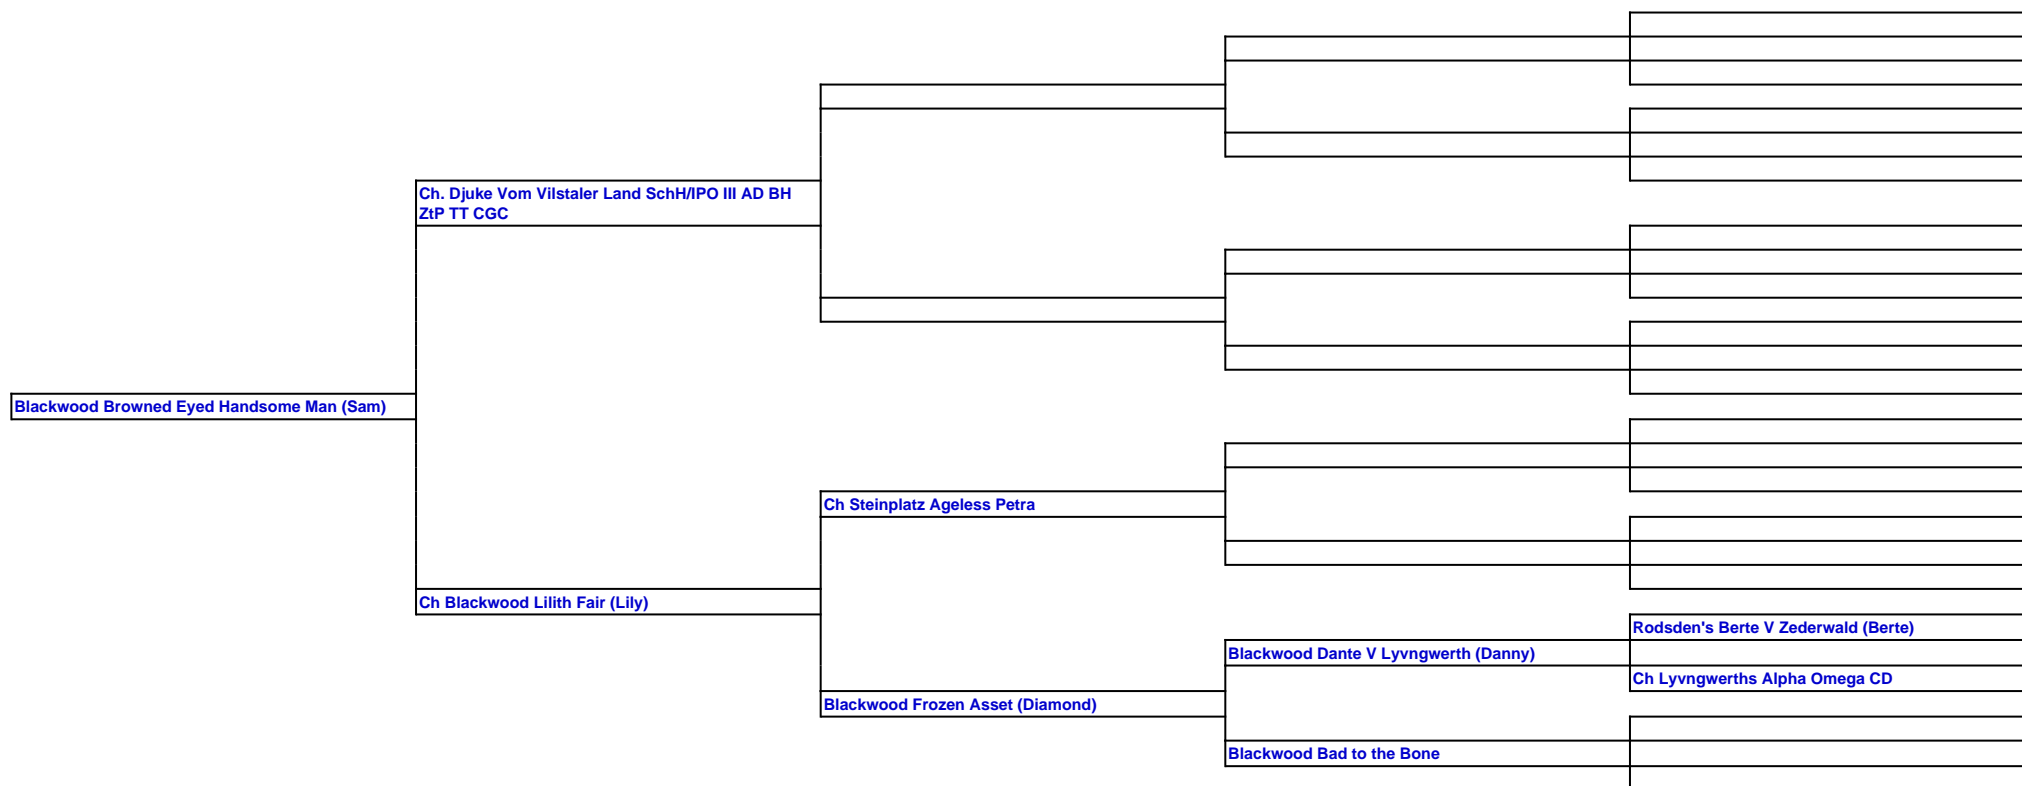 Ch. Djuke Vom Vilstaler Land SchH/IPO III AD BH
ZtP TT CGC
Blackwood Browned Eyed Handsome Man (Sam)
Ch Steinplatz Ageless Petra
Ch Blackwood Lilith Fair (Lily)
Rodsden's Berte V Zederwald (Berte)
Blackwood Dante V Lyvngwerth (Danny)
Ch Lyvngwerths Alpha Omega CD
Blackwood Frozen Asset (Diamond)
Blackwood Bad to the Bone